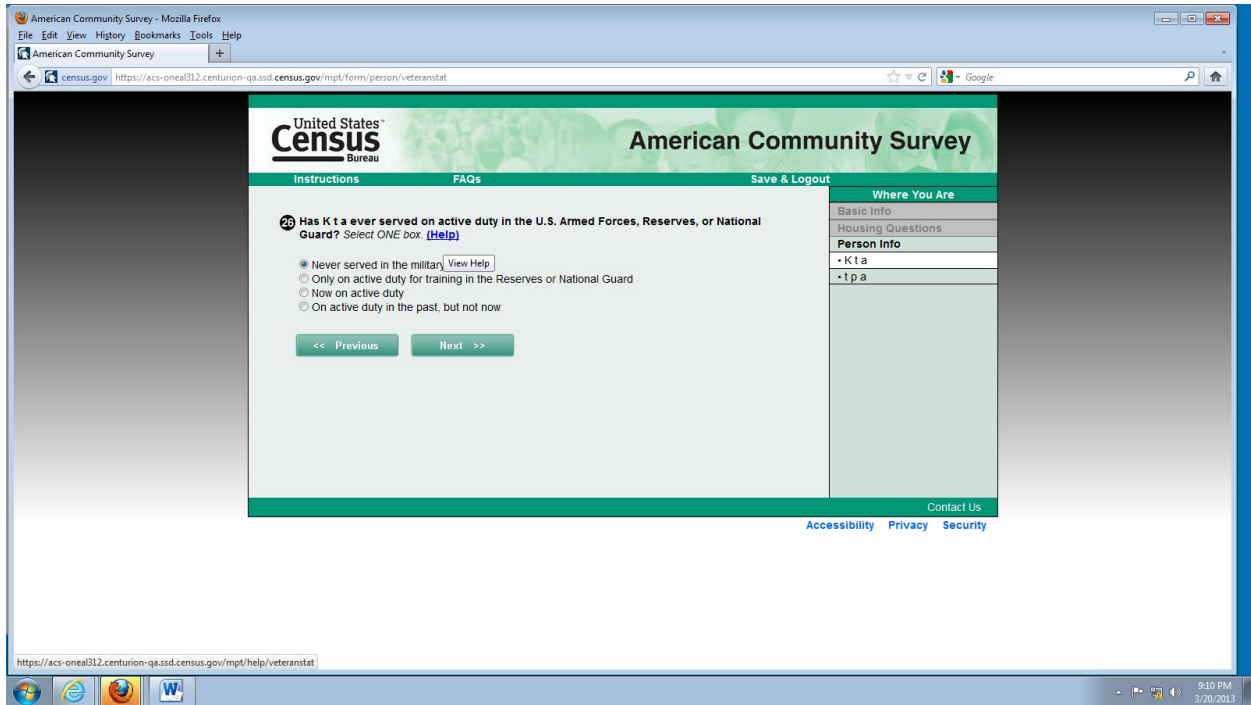 American Community Survey - Mozilla Firefox
File Edit View History Bookmarks Tools Help
American Community Survey +
census.gov https://acs-oneal312.centurion-qa.ssd.census.gov/mpt/form/person/veteranstat
Google
United States™
Census
Bureau
American Community Survey
Instructions FAQs Save & Logout
Where You Are
Basic Info
Housing Questions
Person Info
• K t a
• t p a
26 Has K t a ever served on active duty in the U.S. Armed Forces, Reserves, or National
Guard? Select ONE box. (Help)
Never served in the military View Help
Only on active duty for training in the Reserves or National Guard
Now on active duty
On active duty in the past, but not now
<< Previous Next >>
Contact Us
Accessibility Privacy Security
https://acs-oneal312.centurion-qa.ssd.census.gov/mpt/help/veteranstat
W
9:10 PM
3/20/2013